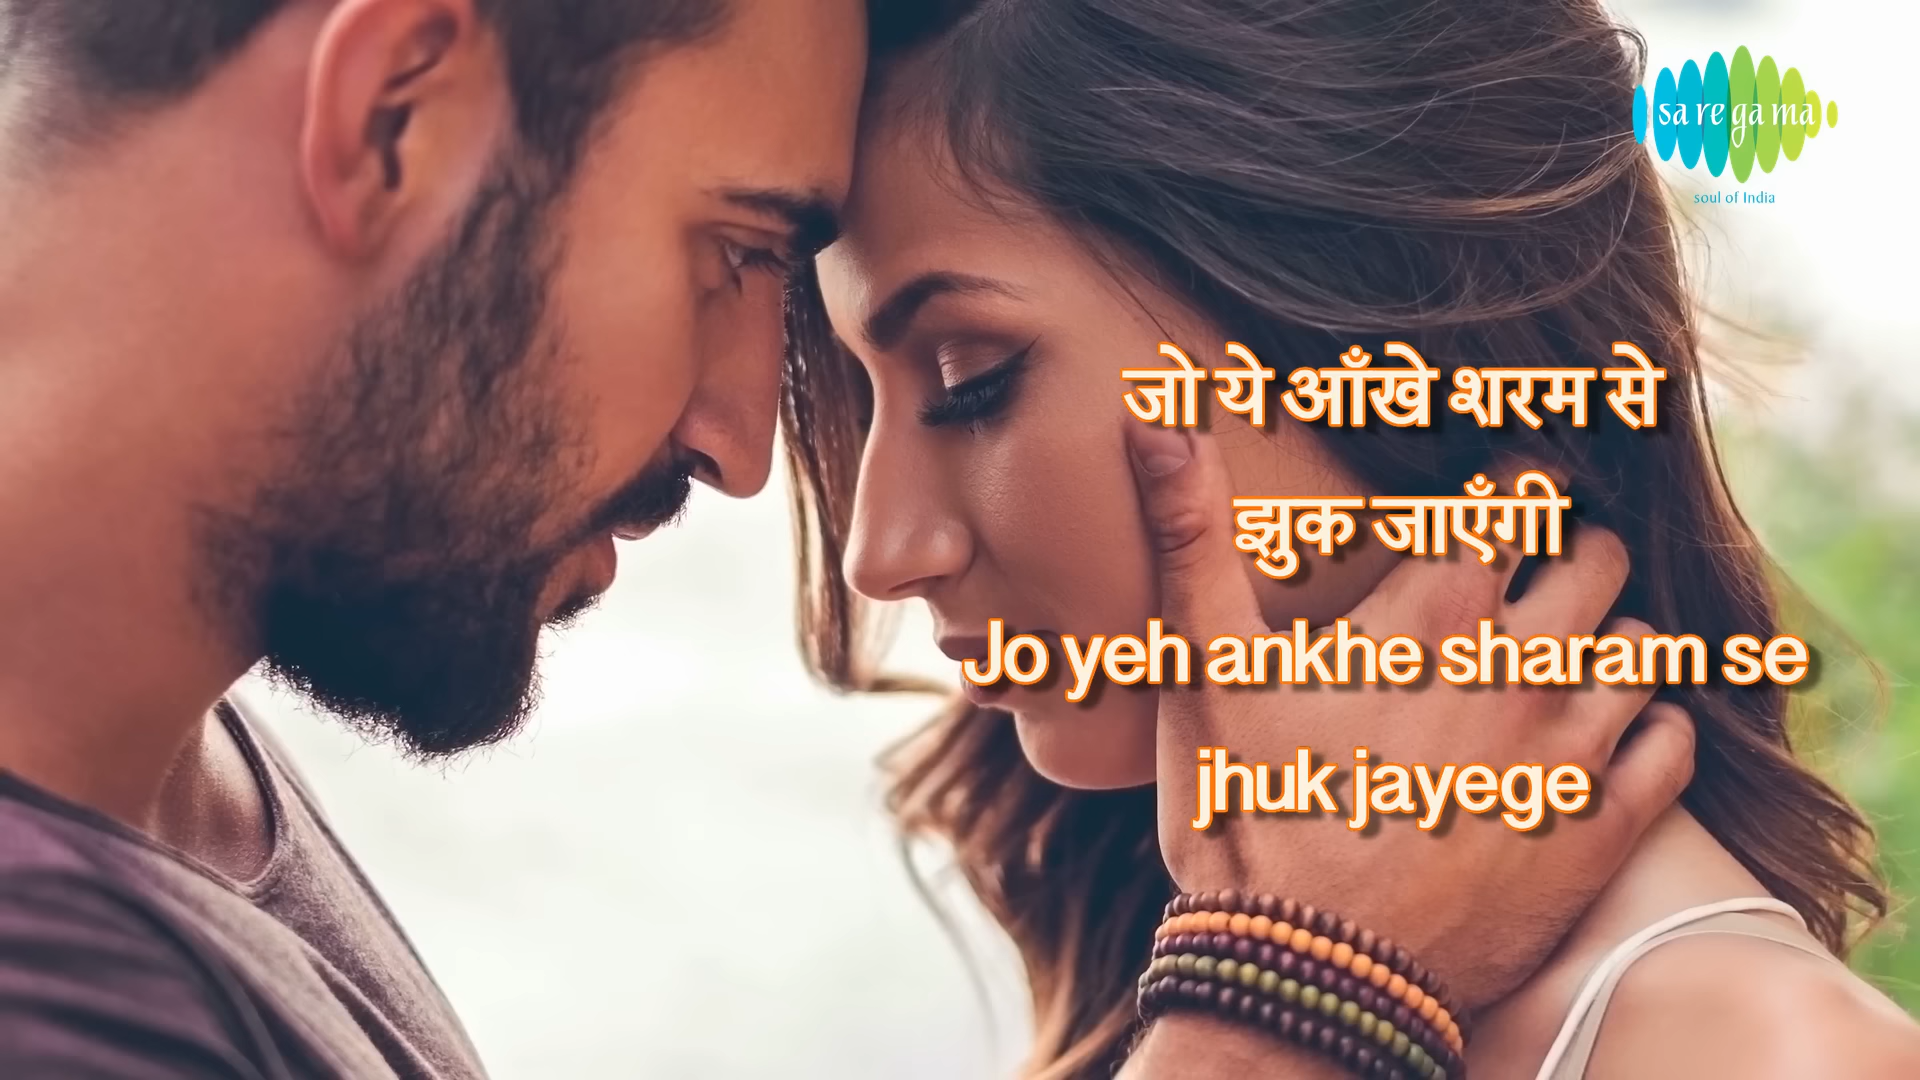 sa re ga ma
soul of India
जो ये आँखे शरम से
झुक जाएँगी
Jo yeh ankhe sharam se
jhuk jayege